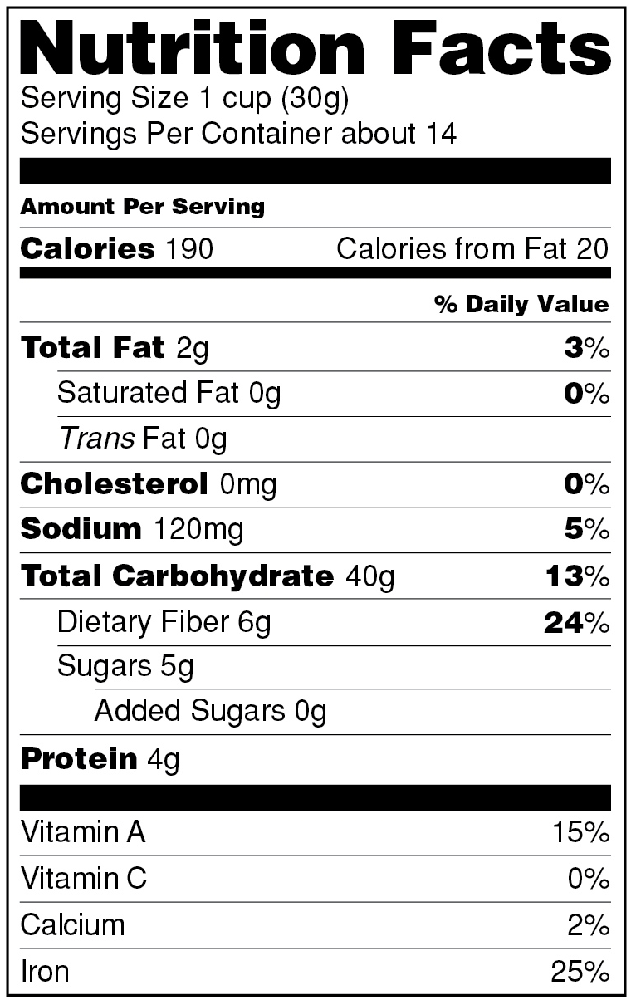 Nutrition Facts
Serving Size 1 cup (30g)
Servings Per Container about 14
Amount Per Serving
Calories 190 Calories from Fat 20
% Daily Value
Total Fat 2g 3%
Saturated Fat 0g 0%
Trans Fat 0g
Cholesterol 0mg 0%
Sodium 120mg 5%
Total Carbohydrate 40g 13%
Dietary Fiber 6g 24%
Sugars 5g
Added Sugars 0g
Protein 4g
Vitamin A 15%
Vitamin C 0%
Calcium 2%
Iron 25%